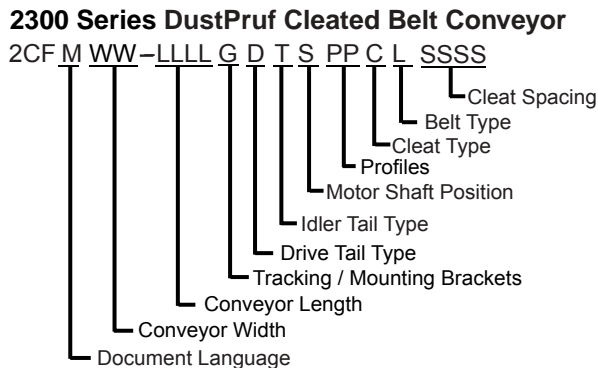 2300 Series DustPruf Cleated Belt Conveyor
2CF M WW –LLLL G D T S PP C L SSSS
Cleat Spacing
Belt Type
Cleat Type
Profiles
Motor Shaft Position
Idler Tail Type
Drive Tail Type
Tracking / Mounting Brackets
Conveyor Length
Conveyor Width
Document Language